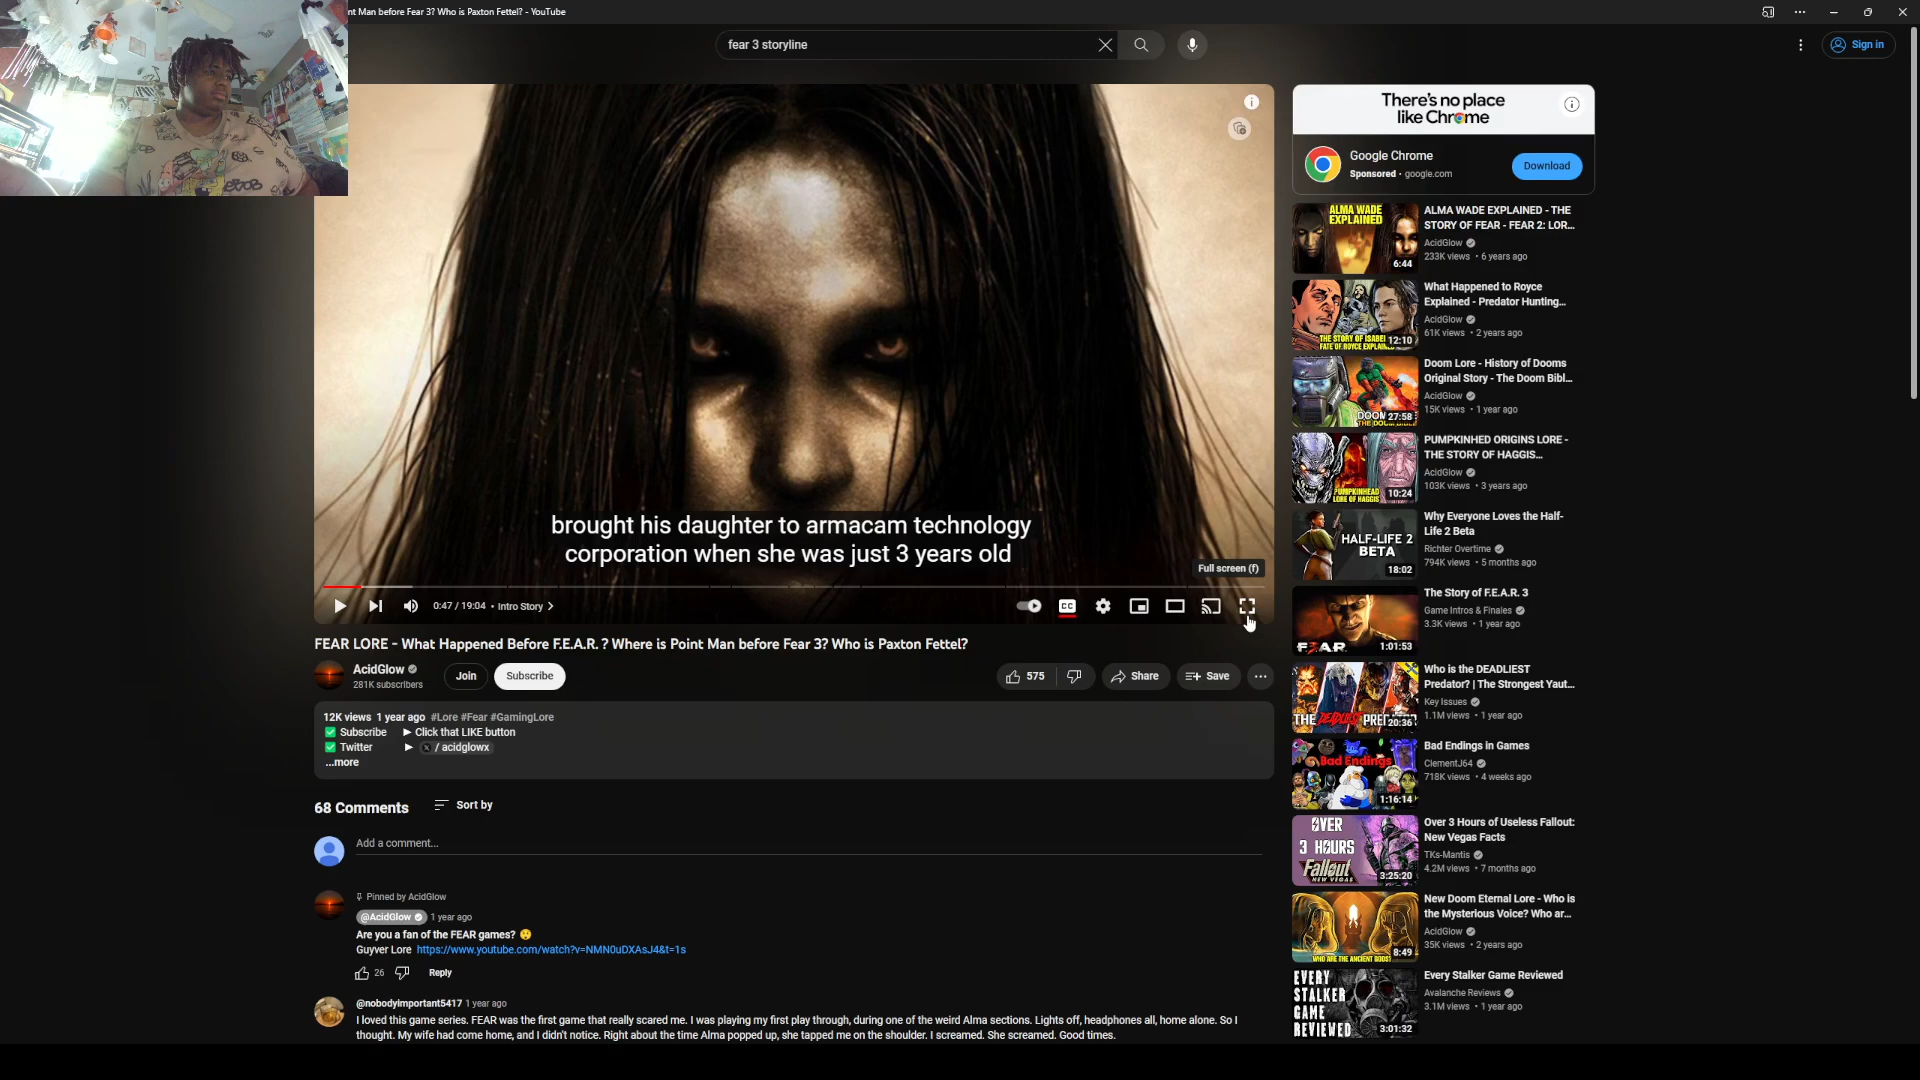 nt Man before Fear 3? Who is Paxton Fettel? - YouTube
fear 3 storyline
Sign in
brought his daughter to armacam technology
corporation when she was just 3 years old
Full screen (f)
0:47 / 19:04 • Intro Story
CC
FEAR LORE - What Happened Before F.E.A.R. ? Where is Point Man before Fear 3? Who is Paxton Fettel?
AcidGlow
281K subscribers
Join
Subscribe
575
Share
Save
12K views 1 year ago #Lore #Fear #GamingLore
✅ Subscribe ► Click that LIKE button
✅ Twitter ► / acidglowx
...more
68 Comments
Sort by
Add a comment...
Pinned by AcidGlow
@AcidGlow 1 year ago
Are you a fan of the FEAR games? 😲
Guyver Lore https://www.youtube.com/watch?v=NMN0uDXAsJ4&t=1s
26
Reply
@nobodyimportant5417 1 year ago
I loved this game series. FEAR was the first game that really scared me. I was playing my first play through, during one of the weird Alma sections. Lights off, headphones all, home alone. So I
thought. My wife had come home, and I didn't notice. Right about the time Alma popped up, she tapped me on the shoulder. I screamed. She screamed. Good times.
There's no place
like Chrome
Google Chrome
Sponsored • google.com
Download
ALMA WADE
EXPLAINED
6:44
ALMA WADE EXPLAINED - THE
STORY OF FEAR - FEAR 2: LOR...
AcidGlow
233K views • 6 years ago
THE STORY OF ISABEL
FATE OF ROYCE EXPLAINED
12:10
What Happened to Royce
Explained - Predator Hunting...
AcidGlow
61K views • 2 years ago
DOOM
THE DOOM BIBLE
27:58
Doom Lore - History of Dooms
Original Story - The Doom Bibl...
AcidGlow
15K views • 1 year ago
PUMPKINHEAD
LORE OF HAGGIS
10:24
PUMPKINHED ORIGINS LORE -
THE STORY OF HAGGIS...
AcidGlow
103K views • 3 years ago
HALF-LIFE 2
BETA
18:02
Why Everyone Loves the Half-
Life 2 Beta
Richter Overtime
794K views • 5 months ago
F.E.A.R.
1:01:53
The Story of F.E.A.R. 3
Game Intros & Finales
3.3K views • 1 year ago
THE DEADLIEST PREDATOR
20:36
Who is the DEADLIEST
Predator? | The Strongest Yaut...
Key Issues
1.1M views • 1 year ago
Bad Endings
1:16:14
Bad Endings in Games
ClementJ64
718K views • 4 weeks ago
OVER
3 HOURS
Fallout
NEW VEGAS
3:25:20
Over 3 Hours of Useless Fallout:
New Vegas Facts
TKs-Mantis
4.2M views • 7 months ago
WHO ARE THE ANCIENT GODS?
8:49
New Doom Eternal Lore - Who is
the Mysterious Voice? Who ar...
AcidGlow
35K views • 2 years ago
EVERY
STALKER
GAME
REVIEWED
3:01:32
Every Stalker Game Reviewed
Avalanche Reviews
3.1M views • 1 year ago